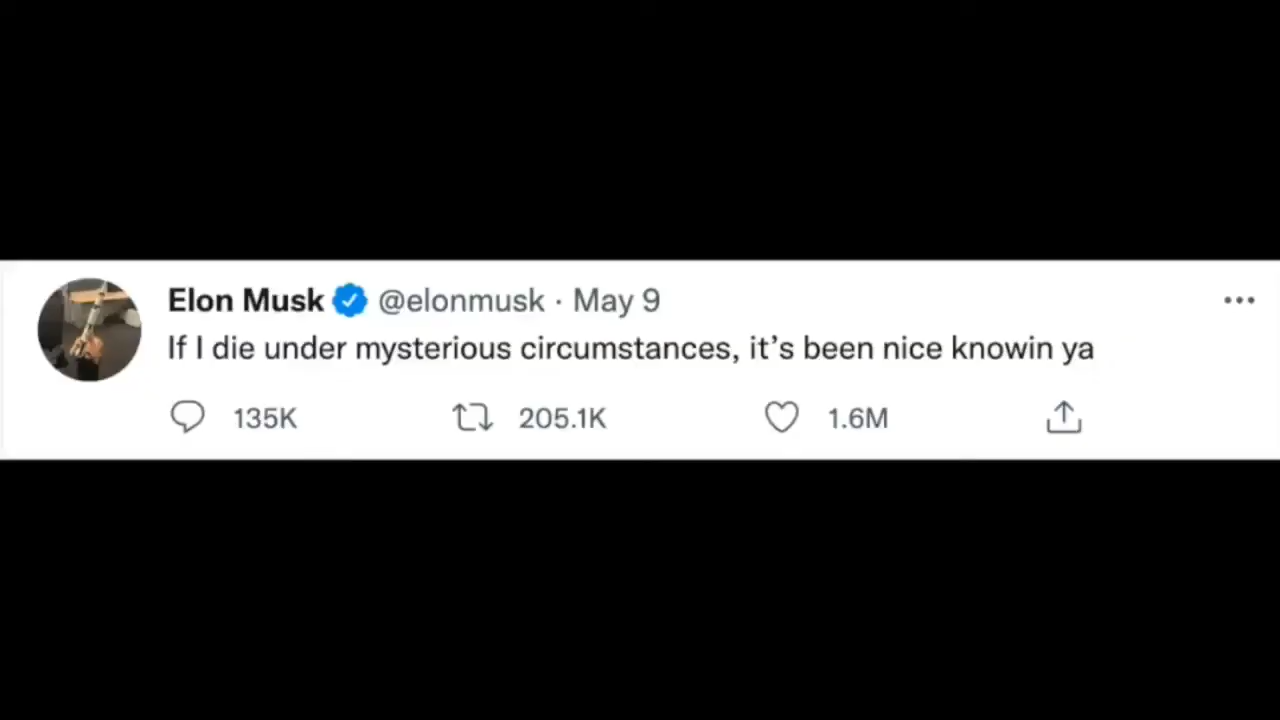 Elon Musk @elonmusk · May 9
If I die under mysterious circumstances, it’s been nice knowin ya
135K 205.1K 1.6M